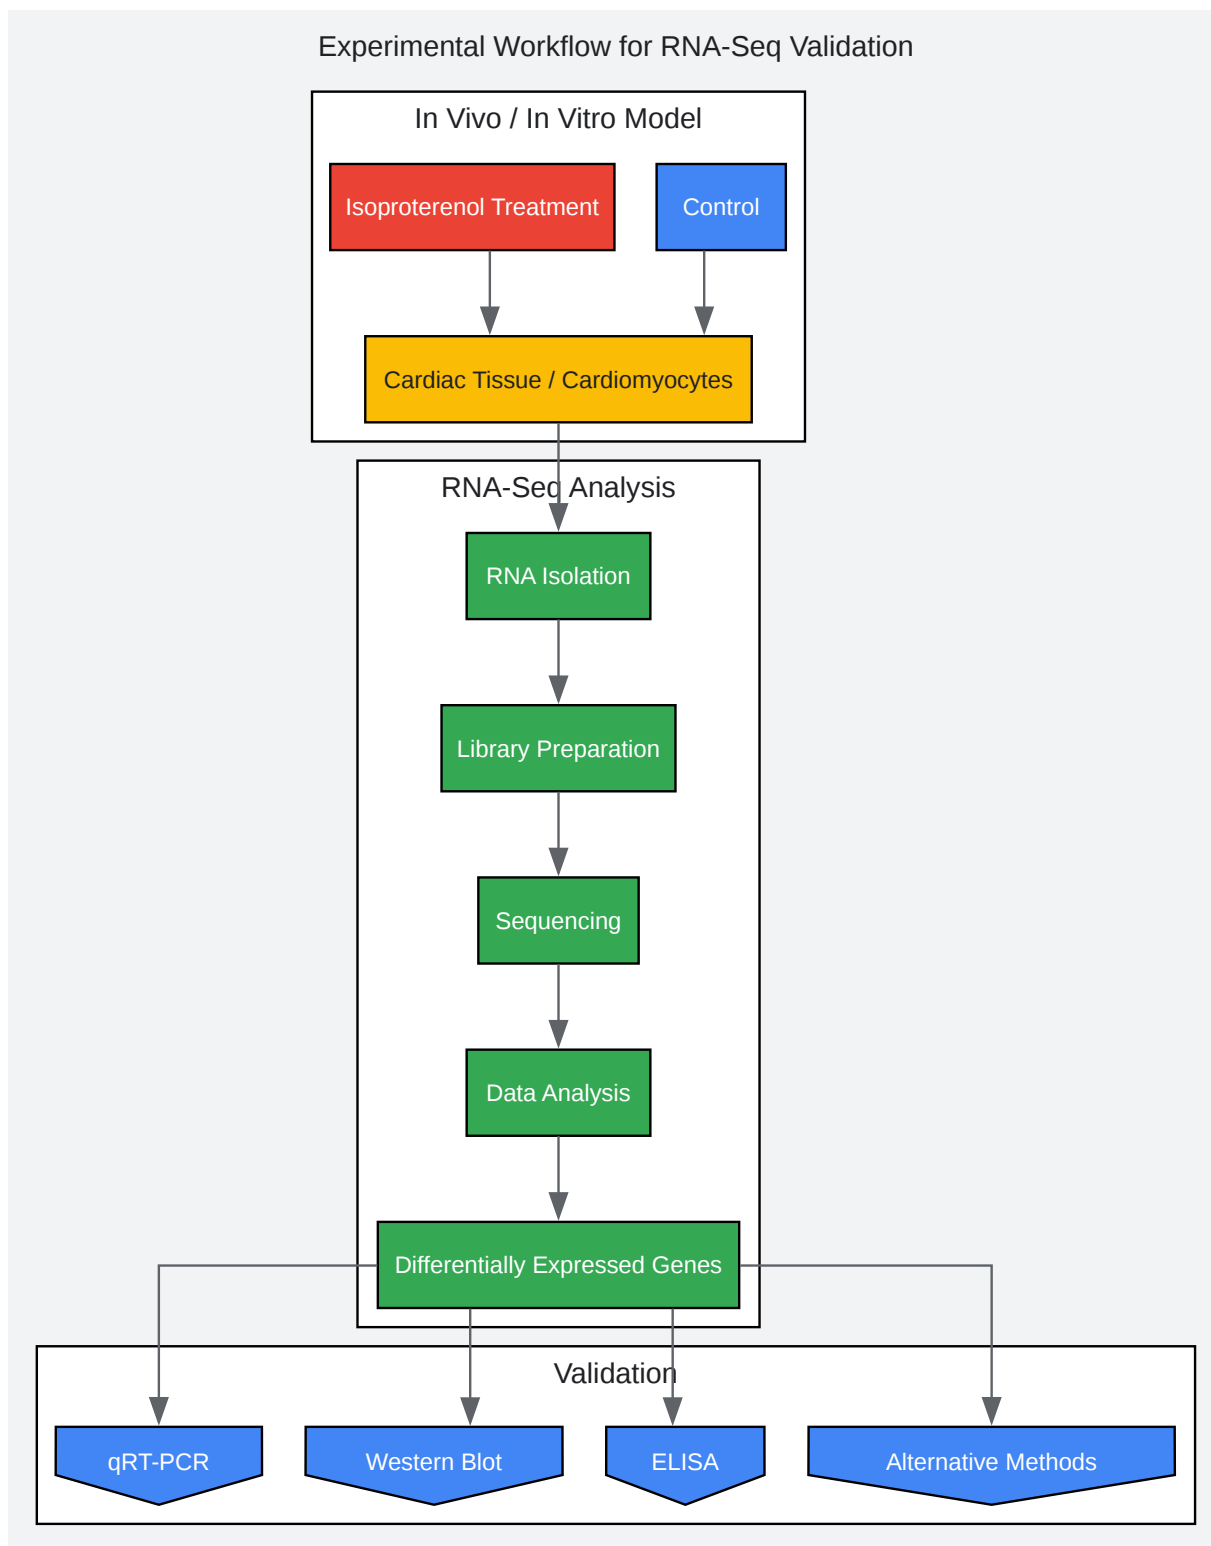 Experimental Workflow for RNA-Seq Validation
In Vivo / In Vitro Model
Isoproterenol Treatment
Control
Cardiac Tissue / Cardiomyocytes
RNA-Seq Analysis
RNA Isolation
Library Preparation
Sequencing
Data Analysis
Differentially Expressed Genes
Validation
qRT-PCR
Western Blot
ELISA
Alternative Methods